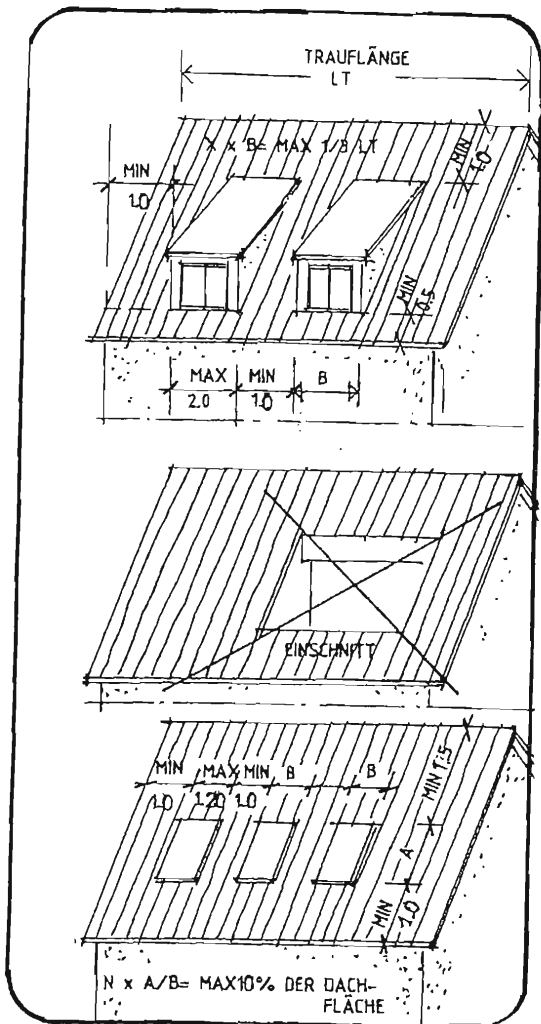 TRAUFLÄNGE
LT
X x B= MAX 1/3 LT
MIN
1.0
MIN
1.0
MIN
0.5
MAX
2.0
MIN
1.0
B
EINSCHNITT
MIN
1.0
MAX
1.20
MIN
1.0
B
B
MIN 1.5
A
MIN
1.0
N x A/B= MAX10% DER DACH-
FLÄCHE